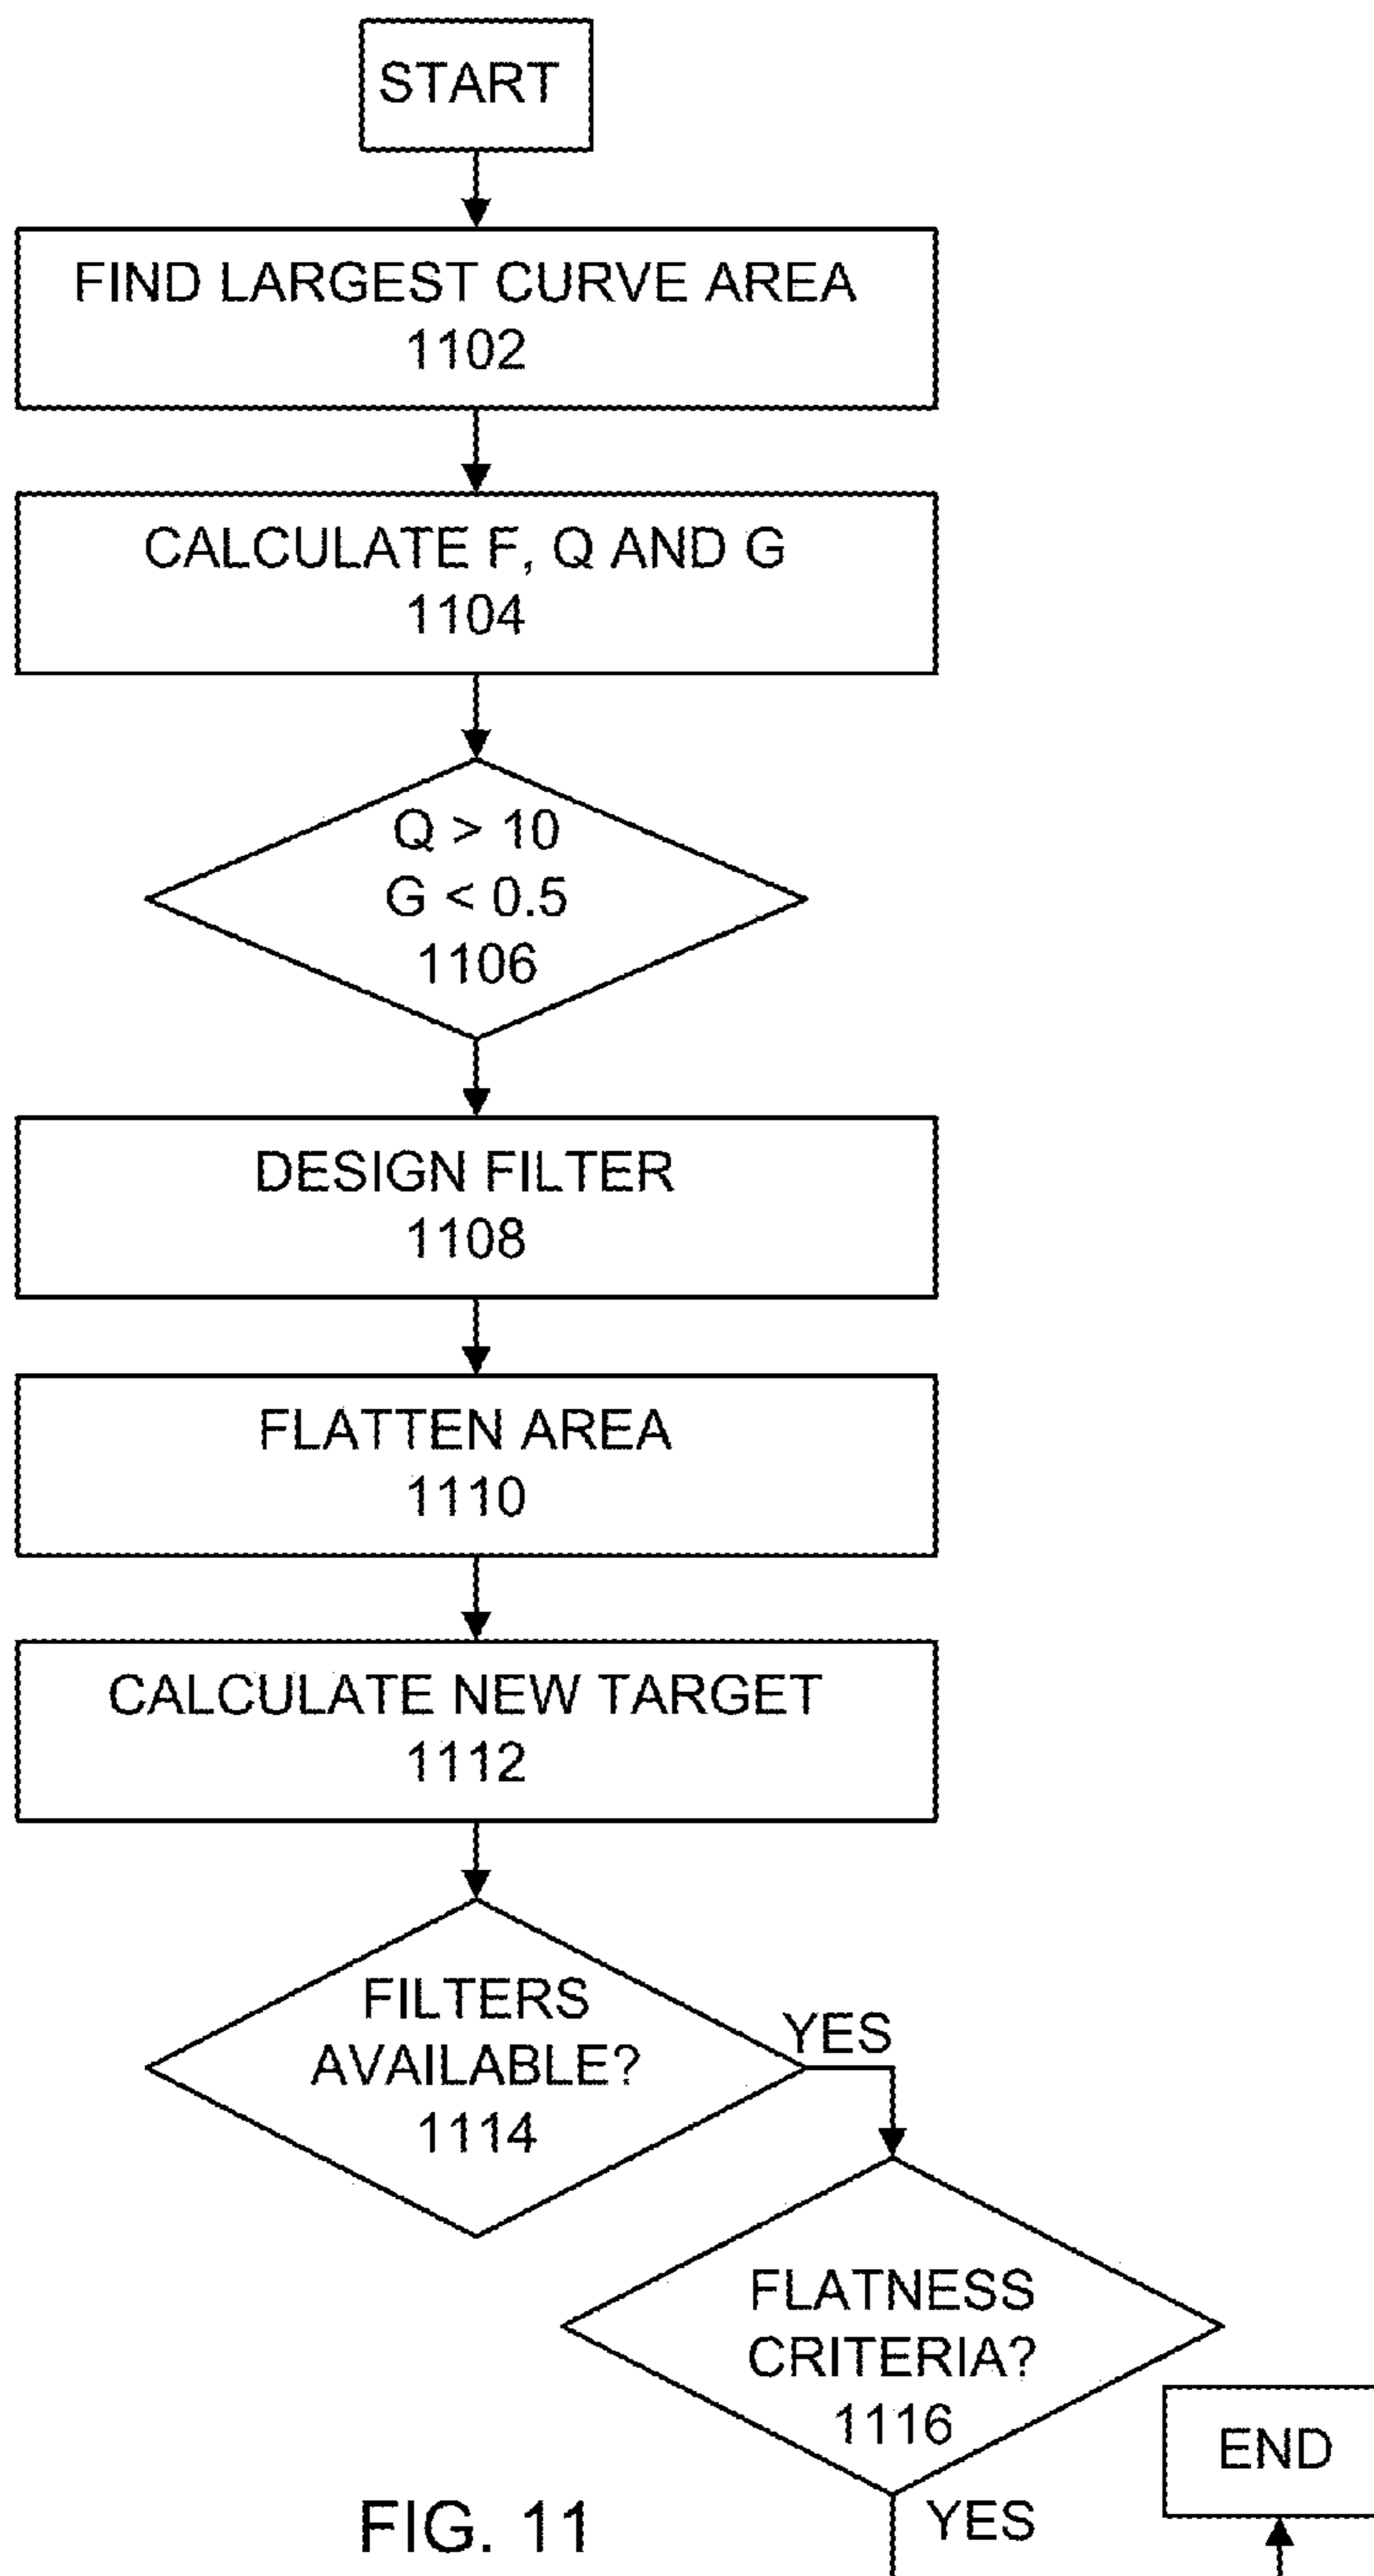 START
FIND LARGEST CURVE AREA
1102
CALCULATE F, Q AND G
1104
Q > 10
G < 0.5
1106
DESIGN FILTER
1108
FLATTEN AREA
1110
CALCULATE NEW TARGET
1112
FILTERS
AVAILABLE?
1114
YES
FLATNESS
CRITERIA?
1116
YES
END
FIG. 11